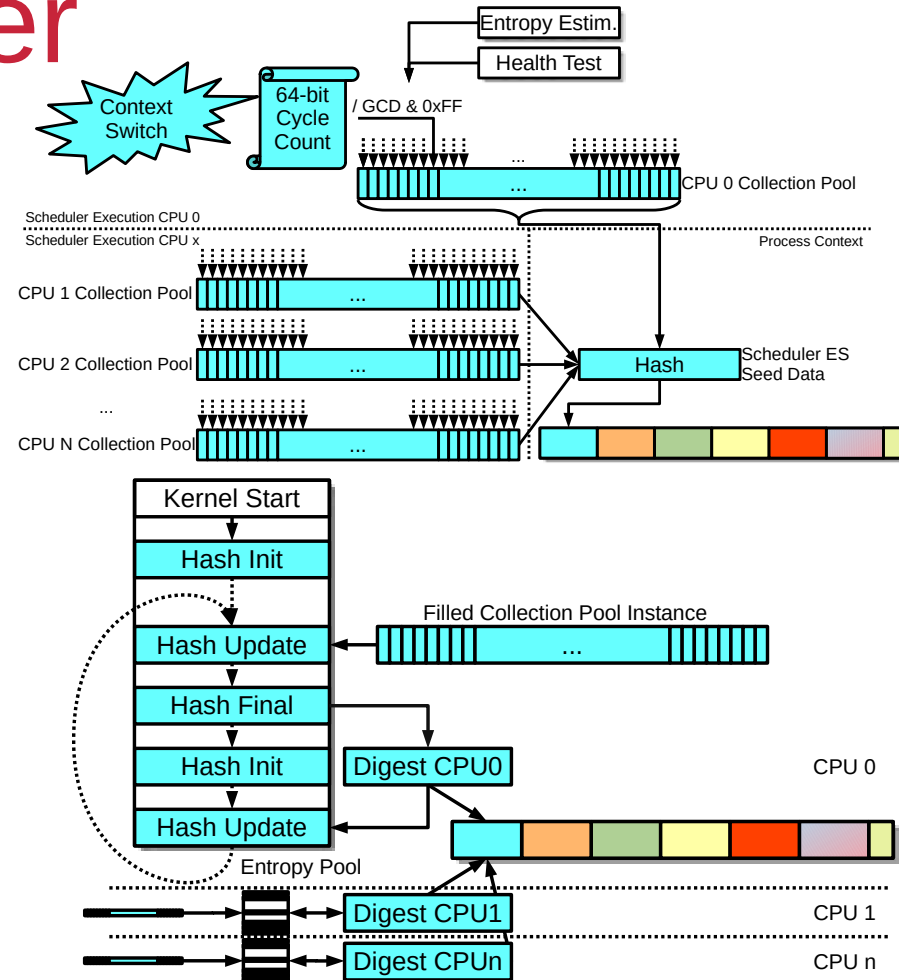 er
Entropy Estim.
Health Test
Context
Switch
64-bit
Cycle
Count
/ GCD & 0xFF
...
...
CPU 0 Collection Pool
Scheduler Execution CPU 0
Scheduler Execution CPU x
Process Context
CPU 1 Collection Pool
...
CPU 2 Collection Pool
...
Hash
Scheduler ES
Seed Data
...
CPU N Collection Pool
...
Kernel Start
Hash Init
Filled Collection Pool Instance
Hash Update
...
Hash Final
Hash Init
Digest CPU0
CPU 0
Hash Update
Entropy Pool
Digest CPU1
CPU 1
Digest CPUn
CPU n